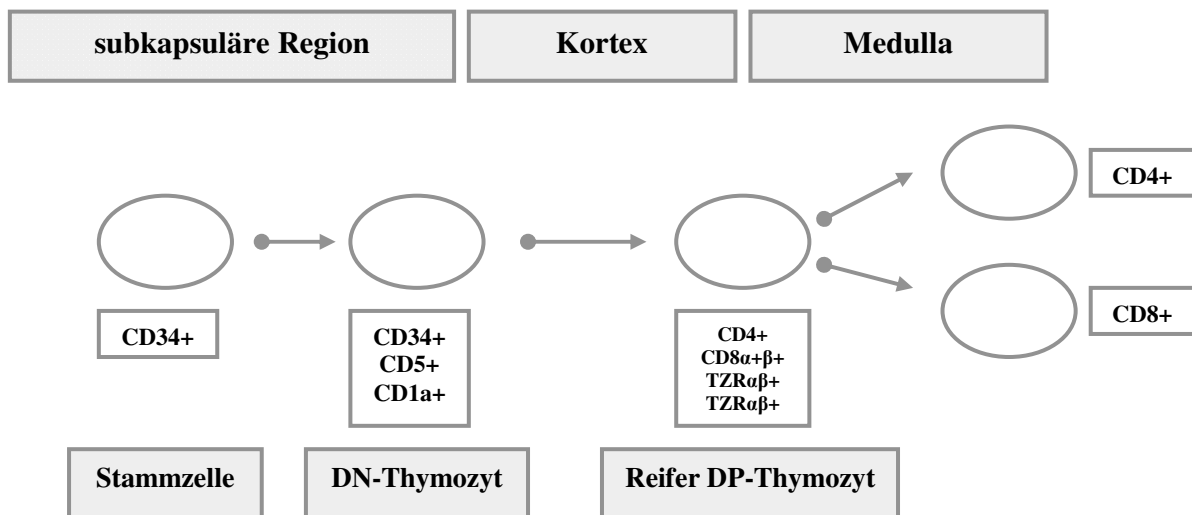 subkapsuläre Region
Kortex
Medulla
CD4+
CD8+
CD34+
CD34+
CD5+
CD1a+
CD4+
CD8α+β+
TZRαβ+
TZRαβ+
Stammzelle
DN-Thymozyt
Reifer DP-Thymozyt